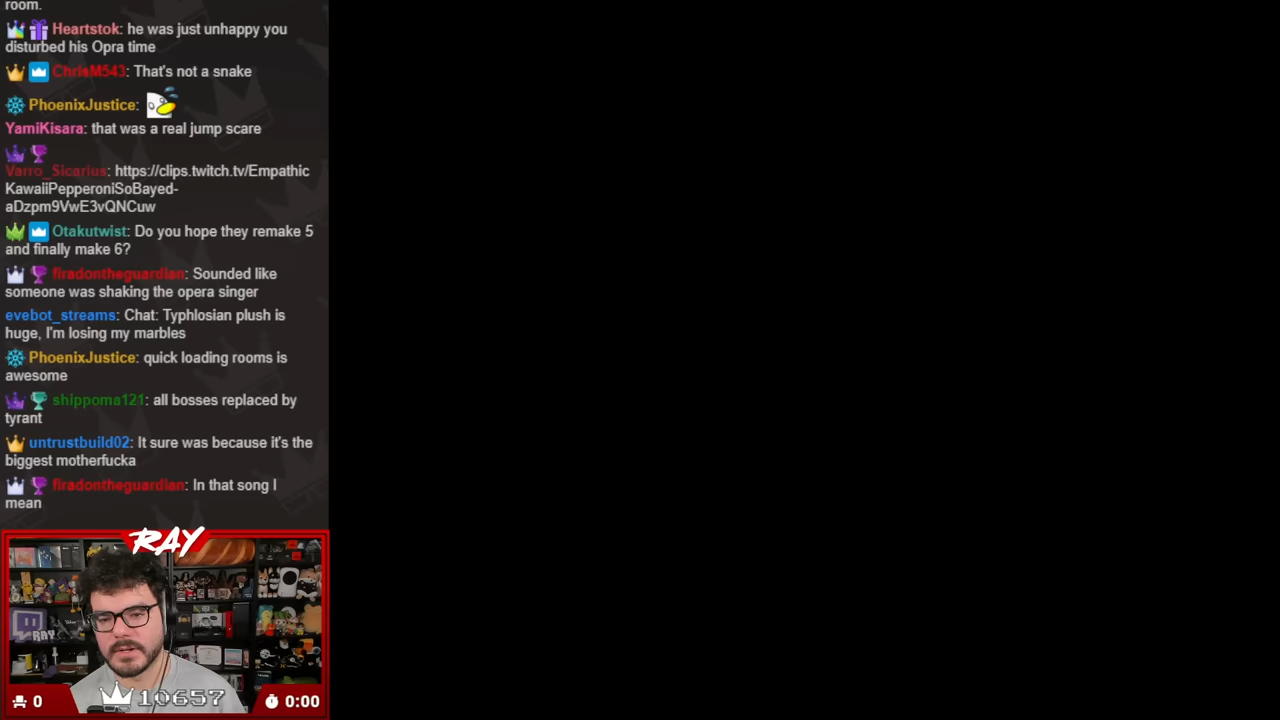 room.
Heartstok: he was just unhappy you
disturbed his Opra time
ChrisM543: That's not a snake
PhoenixJustice:
YamiKisara: that was a real jump scare
Varro_Sicarius: https://clips.twitch.tv/Empathic
KawaiiPepperoniSoBayed-
aDzpm9VwE3vQNCuw
Otakutwist: Do you hope they remake 5
and finally make 6?
firadontheguardian: Sounded like
someone was shaking the opera singer
evebot_streams: Chat: Typhlosian plush is
huge, I'm losing my marbles
PhoenixJustice: quick loading rooms is
awesome
shippoma121: all bosses replaced by
tyrant
untrustbuild02: It sure was because it's the
biggest motherfucka
firadontheguardian: In that song I
mean
RAY
RAY
0
10657
0:00